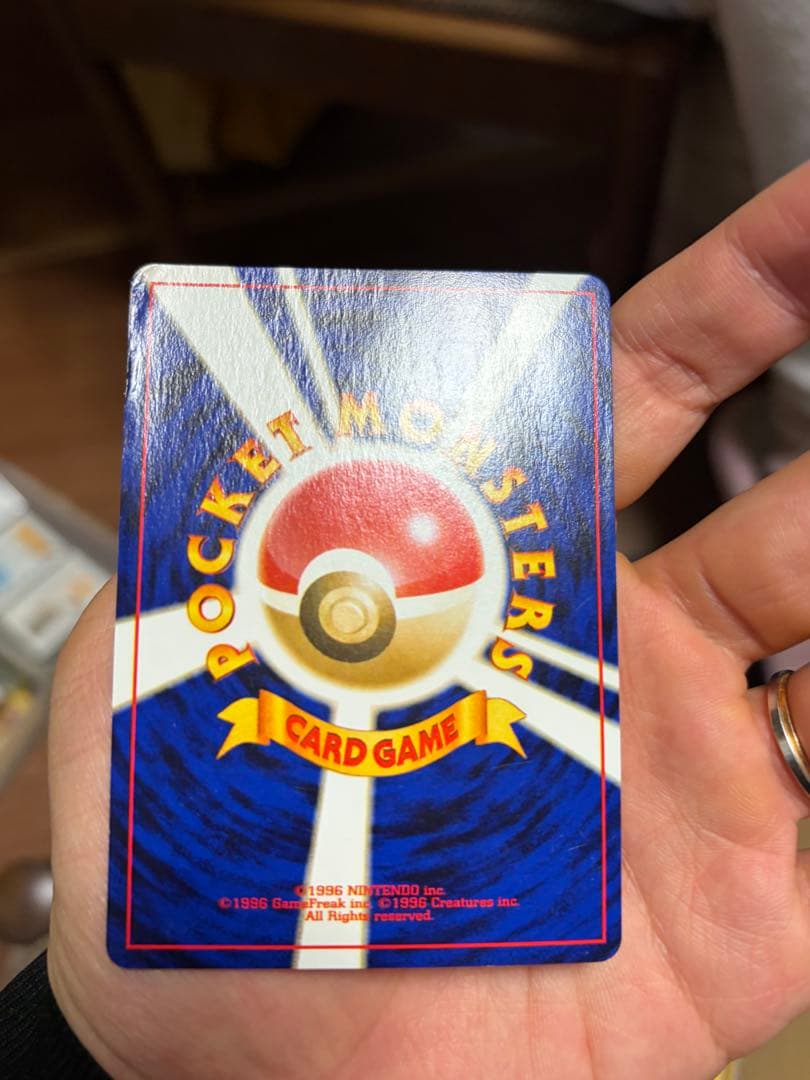 POCKET MONSTERS
CARD GAME
©1996 NINTENDO inc.
©1996 GameFreak inc. ©1996 Creatures inc.
All Rights reserved.